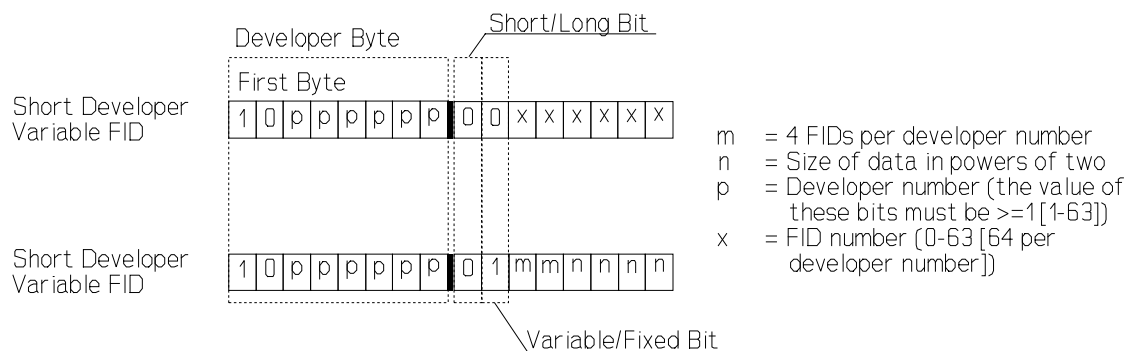 Short/Long Bit
Developer Byte
First Byte
Short Developer
Variable FID
1 0 p p p p p p 0 0 x x x x x x
m = 4 FIDs per developer number
n = Size of data in powers of two
p = Developer number (the value of
these bits must be >=1[1-63])
x = FID number (0-63 [64 per
developer number])
Short Developer
Variable FID
1 0 p p p p p p 0 1 m m n n n n
Variable/Fixed Bit